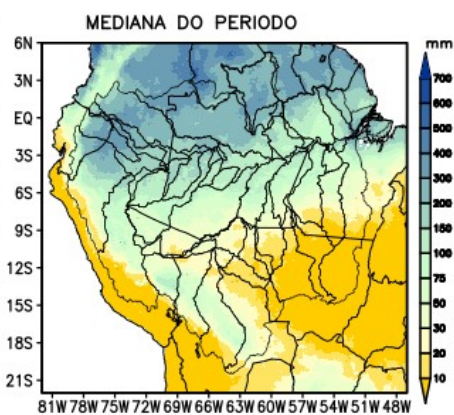 MEDIANA DO PERIODO
6N
3N
EQ
3S
6S
9S
12S
15S
18S
21S
81W 78W 75W 72W 69W 66W 63W 60W 57W 54W 51W 48W
mm
700
600
500
400
300
200
100
75
50
30
20
10